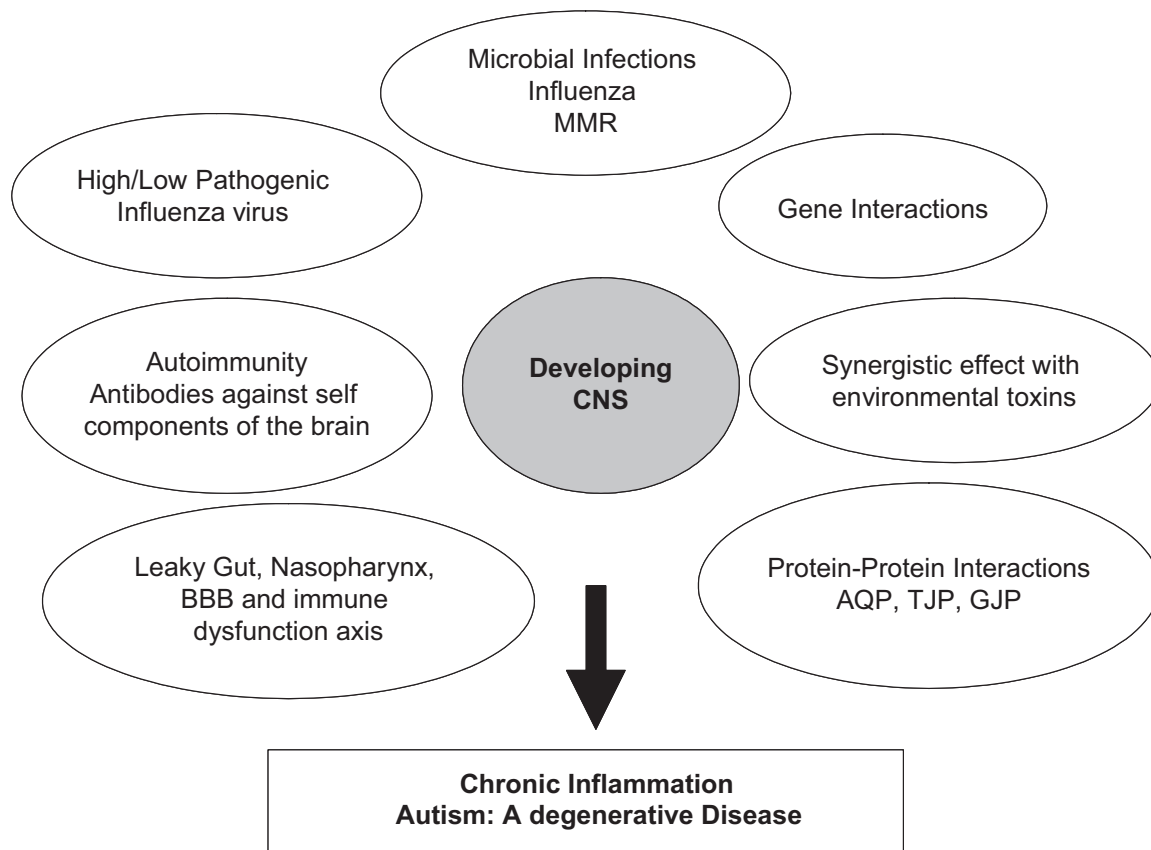 Microbial Infections
Influenza
MMR
High/Low Pathogenic
Influenza virus
Gene Interactions
Autoimmunity
Antibodies against self
components of the brain
Developing
CNS
Synergistic effect with
environmental toxins
Leaky Gut, Nasopharynx,
BBB and immune
dysfunction axis
Protein-Protein Interactions
AQP, TJP, GJP
Chronic Inflammation
Autism: A degenerative Disease